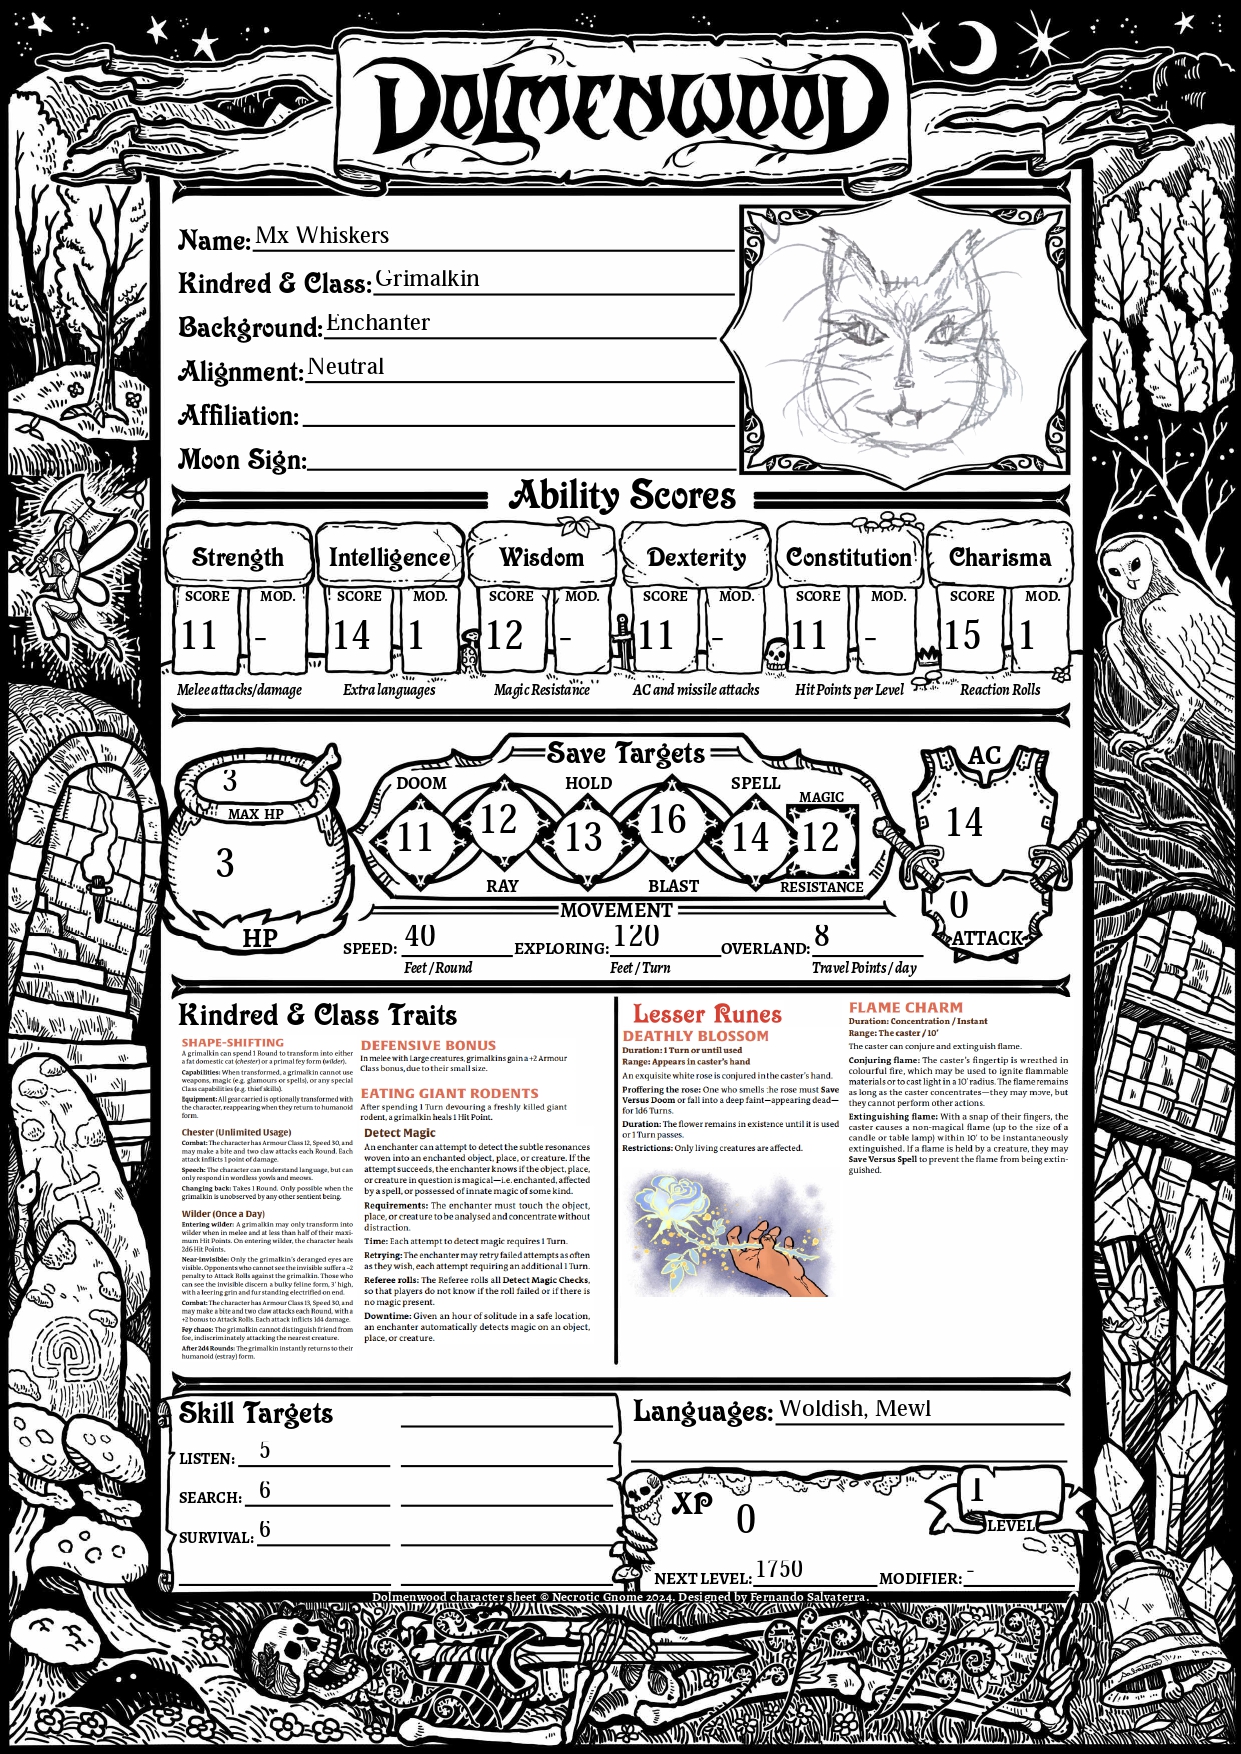 DOLMENWOOD
Name: Mx Whiskers
Kindred & Class: Grimalkin
Background: Enchanter
Alignment: Neutral
Affiliation:
Moon Sign:
Ability Scores
Strength Intelligence Wisdom Dexterity Constitution Charisma
SCORE MOD. SCORE MOD. SCORE MOD. SCORE MOD. SCORE MOD. SCORE MOD.
11 - 14 1 12 - 11 - 11 - 15 1
Melee attacks/damage Extra languages Magic Resistance AC and missile attacks Hit Points per Level Reaction Rolls
3
MAX HP
3
HP
Save Targets
DOOM HOLD SPELL MAGIC
11 12 13 16 14 12
RAY BLAST RESISTANCE
AC
14
0
ATTACK
MOVEMENT
SPEED: 40 EXPLORING: 120 OVERLAND: 8
Feet / Round Feet / Turn Travel Points / day
Kindred & Class Traits
SHAPE-SHIFTING
A grimalkin can spend 1 Round to transform into either
a fat domestic cat (chester) or a primal fey form (wilder).
Capabilities: When transformed, a grimalkin cannot use
weapons, magic (e.g. glamours or spells), or any special
Class capabilities (e.g. thief skills).
Equipment: All gear carried is optionally transformed with
the character, reappearing when they return to humanoid
form.
Chester (Unlimited Usage)
Combat: The character has Armour Class 12, Speed 30, and
may make a bite and two claw attacks each Round. Each
attack inflicts 1 point of damage.
Speech: The character can understand language, but can
only respond in wordless yowls and meows.
Changing back: Takes 1 Round. Only possible when the
grimalkin is unobserved by any other sentient being.
Wilder (Once a Day)
Entering wilder: A grimalkin may only transform into
wilder when in melee and at less than half of their maxi-
mum Hit Points. On entering wilder, the character heals
2d6 Hit Points.
Near-invisible: Only the grimalkin's deranged eyes are
visible. Opponents who cannot see the invisible suffer a –2
penalty to Attack Rolls against the grimalkin. Those who
can see the invisible discern a bulky feline form, 3' high,
with a leering grin and fur standing electrified on end.
Combat: The character has Armour Class 13, Speed 30, and
may make a bite and two claw attacks each Round, with a
+2 bonus to Attack Rolls. Each attack inflicts 1d4 damage.
Fey chaos: The grimalkin cannot distinguish friend from
foe, indiscriminately attacking the nearest creature.
After 2d4 Rounds: The grimalkin instantly returns to their
humanoid (estray) form.
DEFENSIVE BONUS
In melee with Large creatures, grimalkins gain a +2 Armour
Class bonus, due to their small size.
EATING GIANT RODENTS
After spending 1 Turn devouring a freshly killed giant
rodent, a grimalkin heals 1 Hit Point.
Detect Magic
An enchanter can attempt to detect the subtle resonances
woven into an enchanted object, place, or creature. If the
attempt succeeds, the enchanter knows if the object, place,
or creature in question is magical—i.e. enchanted, affected
by a spell, or possessed of innate magic of some kind.
Requirements: The enchanter must touch the object,
place, or creature to be analysed and concentrate without
distraction.
Time: Each attempt to detect magic requires 1 Turn.
Retrying: The enchanter may retry failed attempts as often
as they wish, each attempt requiring an additional 1 Turn.
Referee rolls: The Referee rolls all Detect Magic Checks,
so that players do not know if the roll failed or if there is
no magic present.
Downtime: Given an hour of solitude in a safe location,
an enchanter automatically detects magic on an object,
place, or creature.
Lesser Runes
DEATHLY BLOSSOM
Duration: 1 Turn or until used
Range: Appears in caster's hand
An exquisite white rose is conjured in the caster's hand.
Proffering the rose: One who smells the rose must Save
Versus Doom or fall into a deep faint—appearing dead—
for 1d6 Turns.
Duration: The flower remains in existence until it is used
or 1 Turn passes.
Restrictions: Only living creatures are affected.
FLAME CHARM
Duration: Concentration / Instant
Range: The caster / 10'
The caster can conjure and extinguish flame.
Conjuring flame: The caster's fingertip is wreathed in
colourful fire, which may be used to ignite flammable
materials or to cast light in a 10' radius. The flame remains
as long as the caster concentrates—they may move, but
they cannot perform other actions.
Extinguishing flame: With a snap of their fingers, the
caster causes a non-magical flame (up to the size of a
candle or table lamp) within 10' to be instantaneously
extinguished. If a flame is held by a creature, they may
Save Versus Spell to prevent the flame from being extin-
guished.
Skill Targets
LISTEN: 5
SEARCH: 6
SURVIVAL: 6
Languages: Woldish, Mewl
XP 0
1
LEVEL
NEXT LEVEL: 1750 MODIFIER: -
Dolmenwood character sheet © Necrotic Gnome 2024. Designed by Fernando Salvaterra.